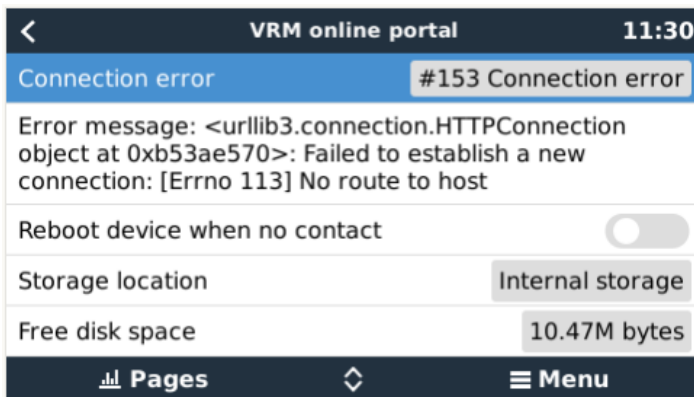 VRM online portal 11:30
Connection error #153 Connection error
Error message: <urllib3.connection.HTTPConnection
object at 0xb53ae570>: Failed to establish a new
connection: [Errno 113] No route to host
Reboot device when no contact
Storage location Internal storage
Free disk space 10.47M bytes
Pages Menu